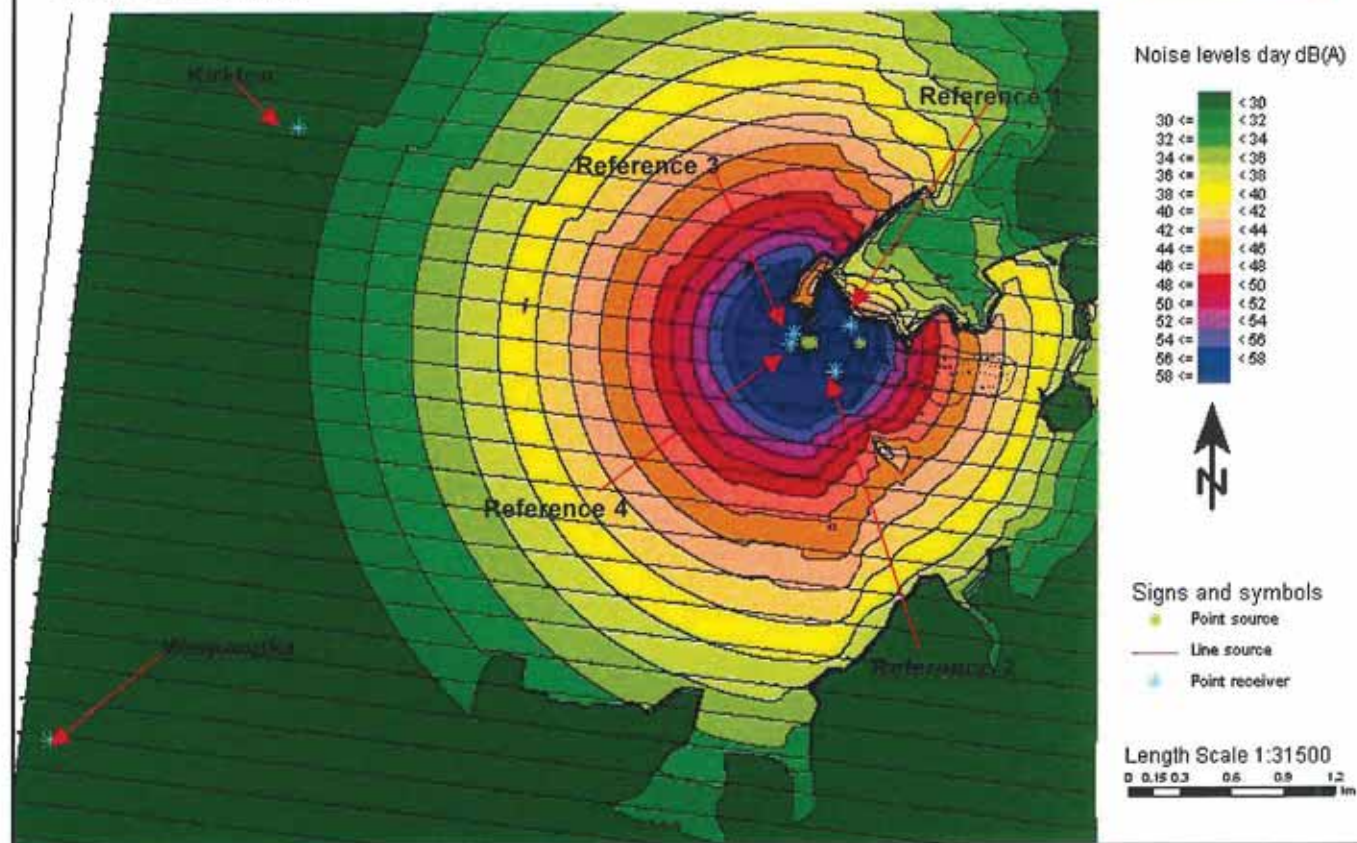 Noise levels day dB(A)
< 30
30 <= < 32
32 <= < 34
34 <= < 36
36 <= < 38
38 <= < 40
40 <= < 42
42 <= < 44
44 <= < 46
46 <= < 48
48 <= < 50
50 <= < 52
52 <= < 54
54 <= < 56
56 <= < 58
58 <=
Reference 1
Reference 3
Reference 4
Reference 2
N
Signs and symbols
Point source
Line source
Point receiver
Length Scale 1:31500
0 0.15 0.3 0.6 0.9 1.2
km